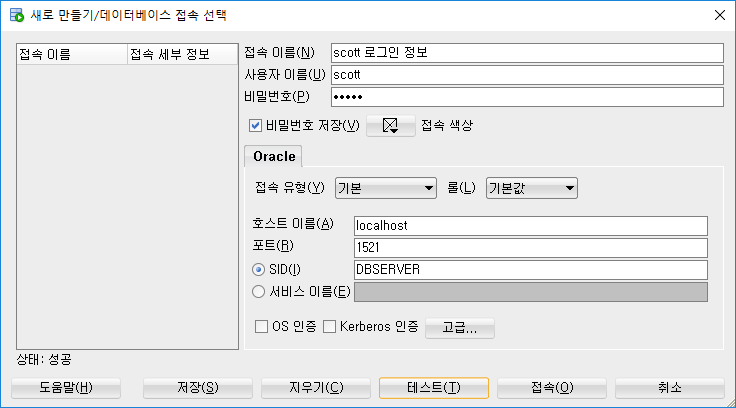 새로 만들기/데이터베이스 접속 선택
접속 이름 접속 세부 정보
접속 이름(N) scott 로그인 정보
사용자 이름(U) scott
비밀번호(P) •••••
비밀번호 저장(V) 접속 색상
Oracle
접속 유형(Y) 기본 롤(L) 기본값
호스트 이름(A) localhost
포트(R) 1521
SID(I) DBSERVER
서비스 이름(E)
OS 인증 Kerberos 인증 고급...
상태: 성공
도움말(H) 저장(S) 지우기(C) 테스트(T) 접속(O) 취소